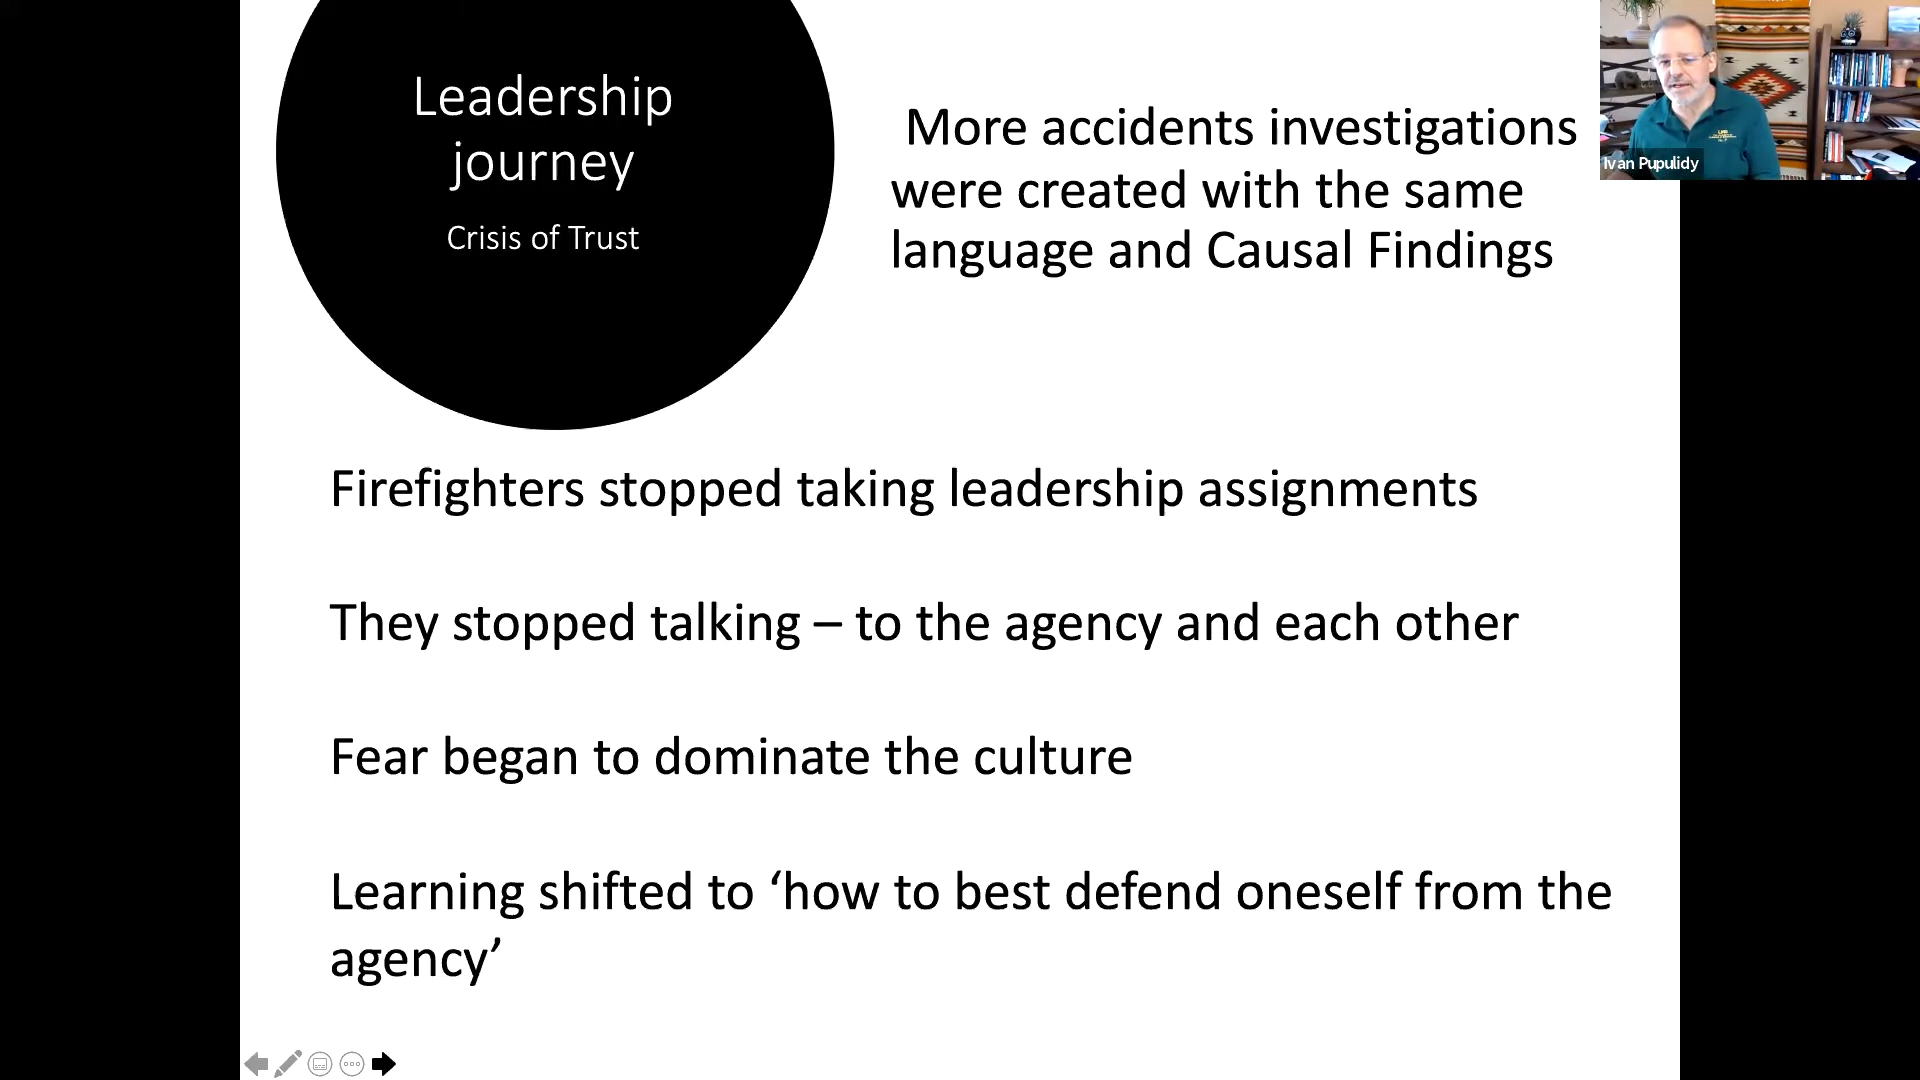 Leadership
journey
Crisis of Trust
More accidents investigations
were created with the same
language and Causal Findings
Ivan Pupulidy
Firefighters stopped taking leadership assignments
They stopped talking – to the agency and each other
Fear began to dominate the culture
Learning shifted to ‘how to best defend oneself from the
agency’